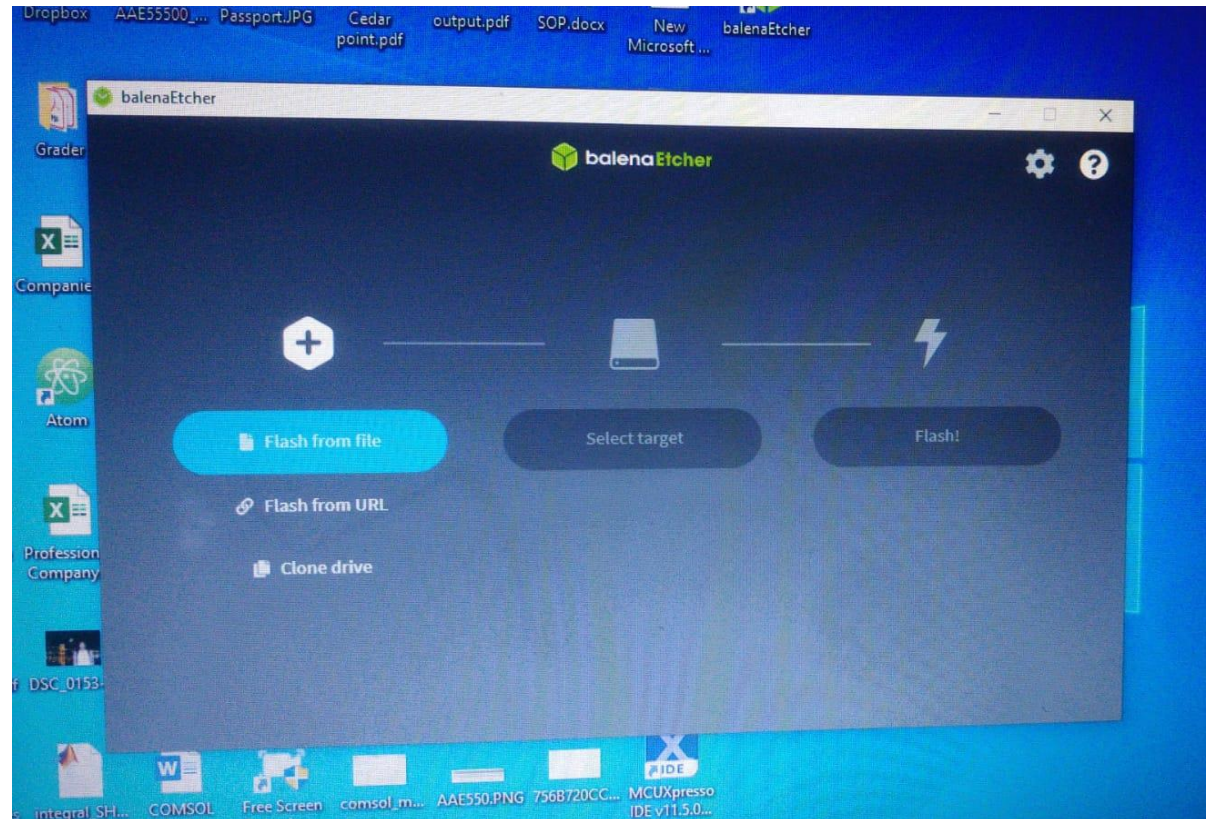 Dropbox
AAE55500_...
Passport.JPG
Cedar
point.pdf
output.pdf
SOP.docx
New
Microsoft ...
balenaEtcher
balenaEtcher
Grader
balenaEtcher
?
X
Companie
Atom
Flash from file
Select target
Flash!
Flash from URL
X
Profession
Company
Clone drive
f
DSC_0153-
W
X
IDE
s
integral SH...
COMSOL
Free Screen
comsol_m...
AAE550.PNG
756B720CC...
MCUXpresso
IDE v11.5.0...